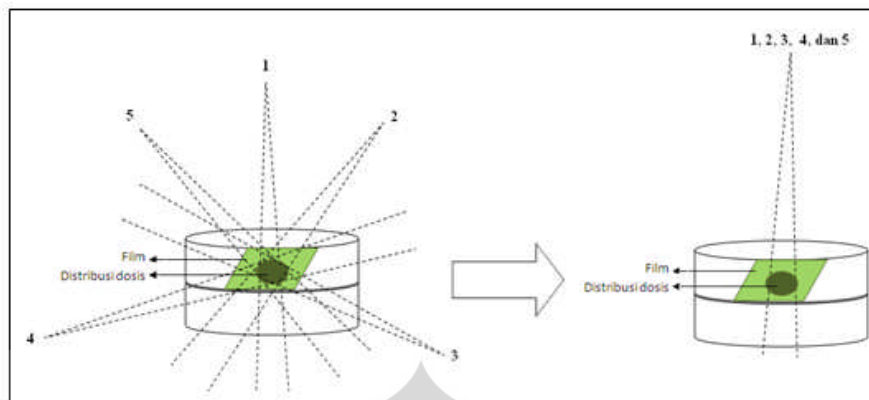 1
5
2
Film
Distribusi dosis
4
3
1, 2, 3, 4, dan 5
Film
Distribusi dosis